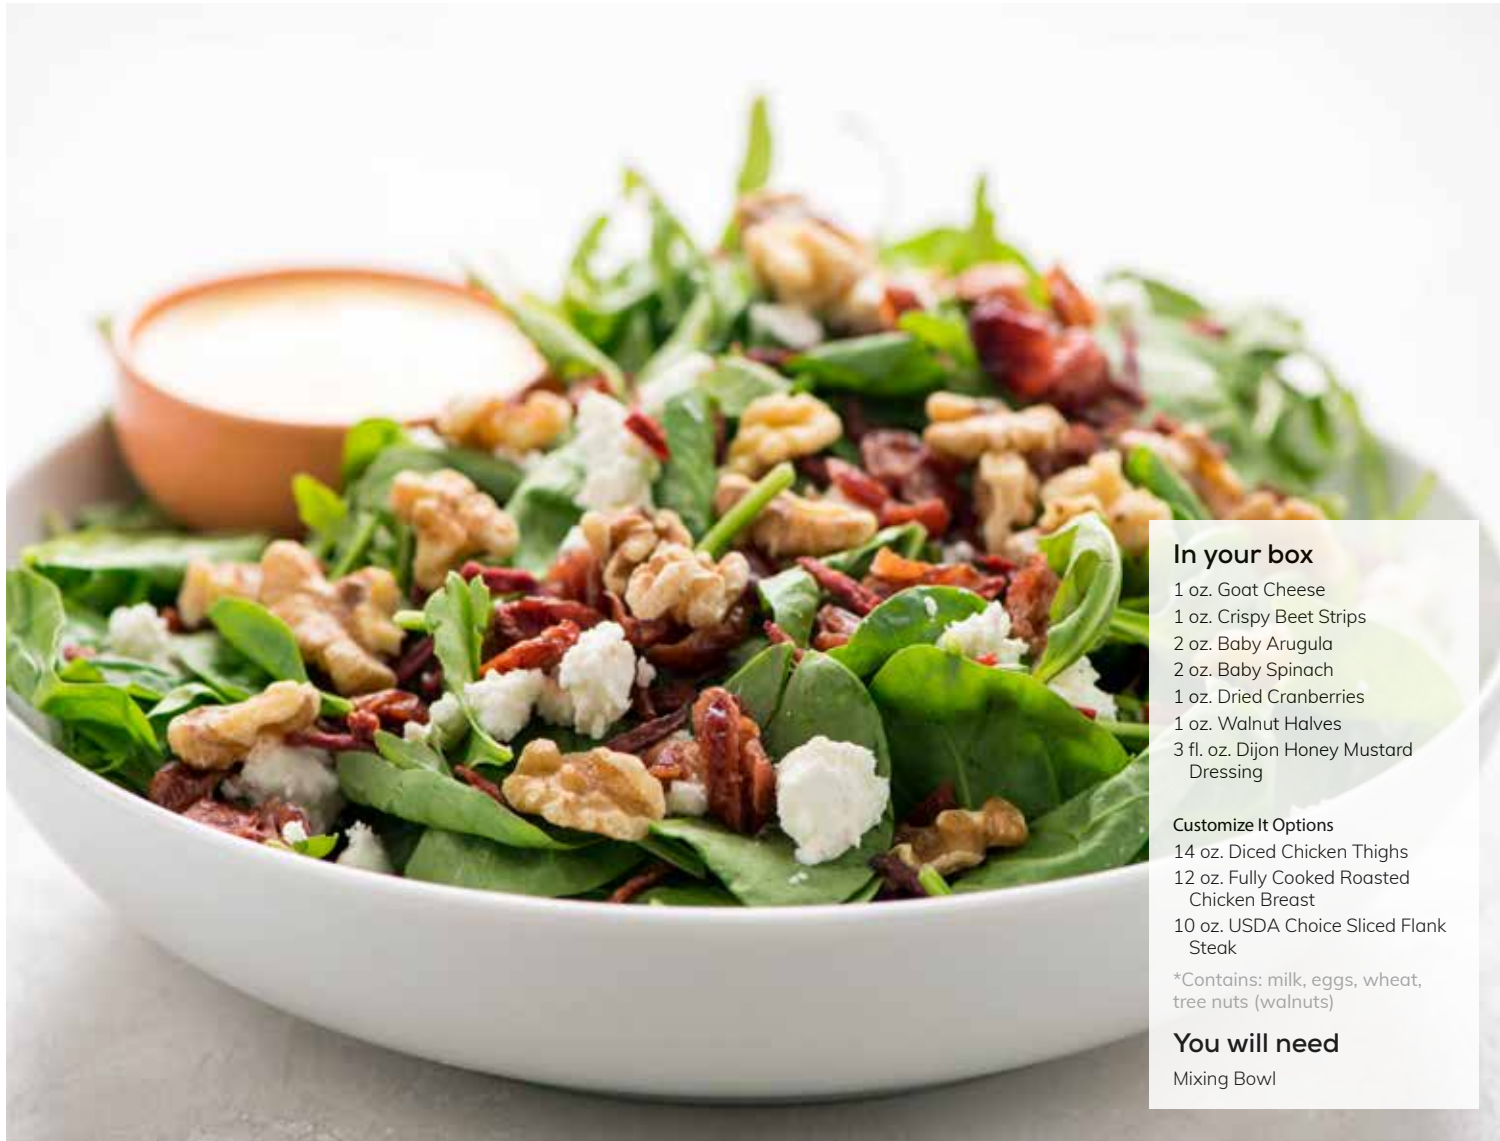 In your box
1 oz. Goat Cheese
1 oz. Crispy Beet Strips
2 oz. Baby Arugula
2 oz. Baby Spinach
1 oz. Dried Cranberries
1 oz. Walnut Halves
3 fl. oz. Dijon Honey Mustard
Dressing
Customize It Options
14 oz. Diced Chicken Thighs
12 oz. Fully Cooked Roasted
Chicken Breast
10 oz. USDA Choice Sliced Flank
Steak
*Contains: milk, eggs, wheat,
tree nuts (walnuts)
You will need
Mixing Bowl